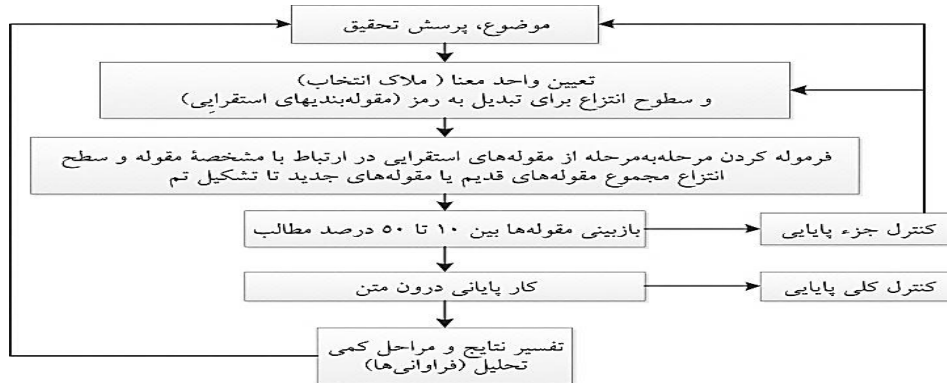 موضوع، پرسش تحقیق
تعیین واحد معنا ( ملاک انتخاب)
و سطوح انتزاع برای تبدیل به رمز (مقوله‌بندیهای استقرایی)
فرموله کردن مرحله‌به‌مرحله از مقوله‌های استقرایی در ارتباط با مشخصهٔ مقوله و سطح
انتزاع مجموع مقوله‌های قدیم یا مقوله‌های جدید تا تشکیل تم
بازبینی مقوله‌ها بین ۱۰ تا ۵۰ درصد مطالب
کنترل جزء پایایی
کار پایانی درون متن
کنترل کلی پایایی
تفسیر نتایج و مراحل کمی
تحلیل (فراوانی‌ها)